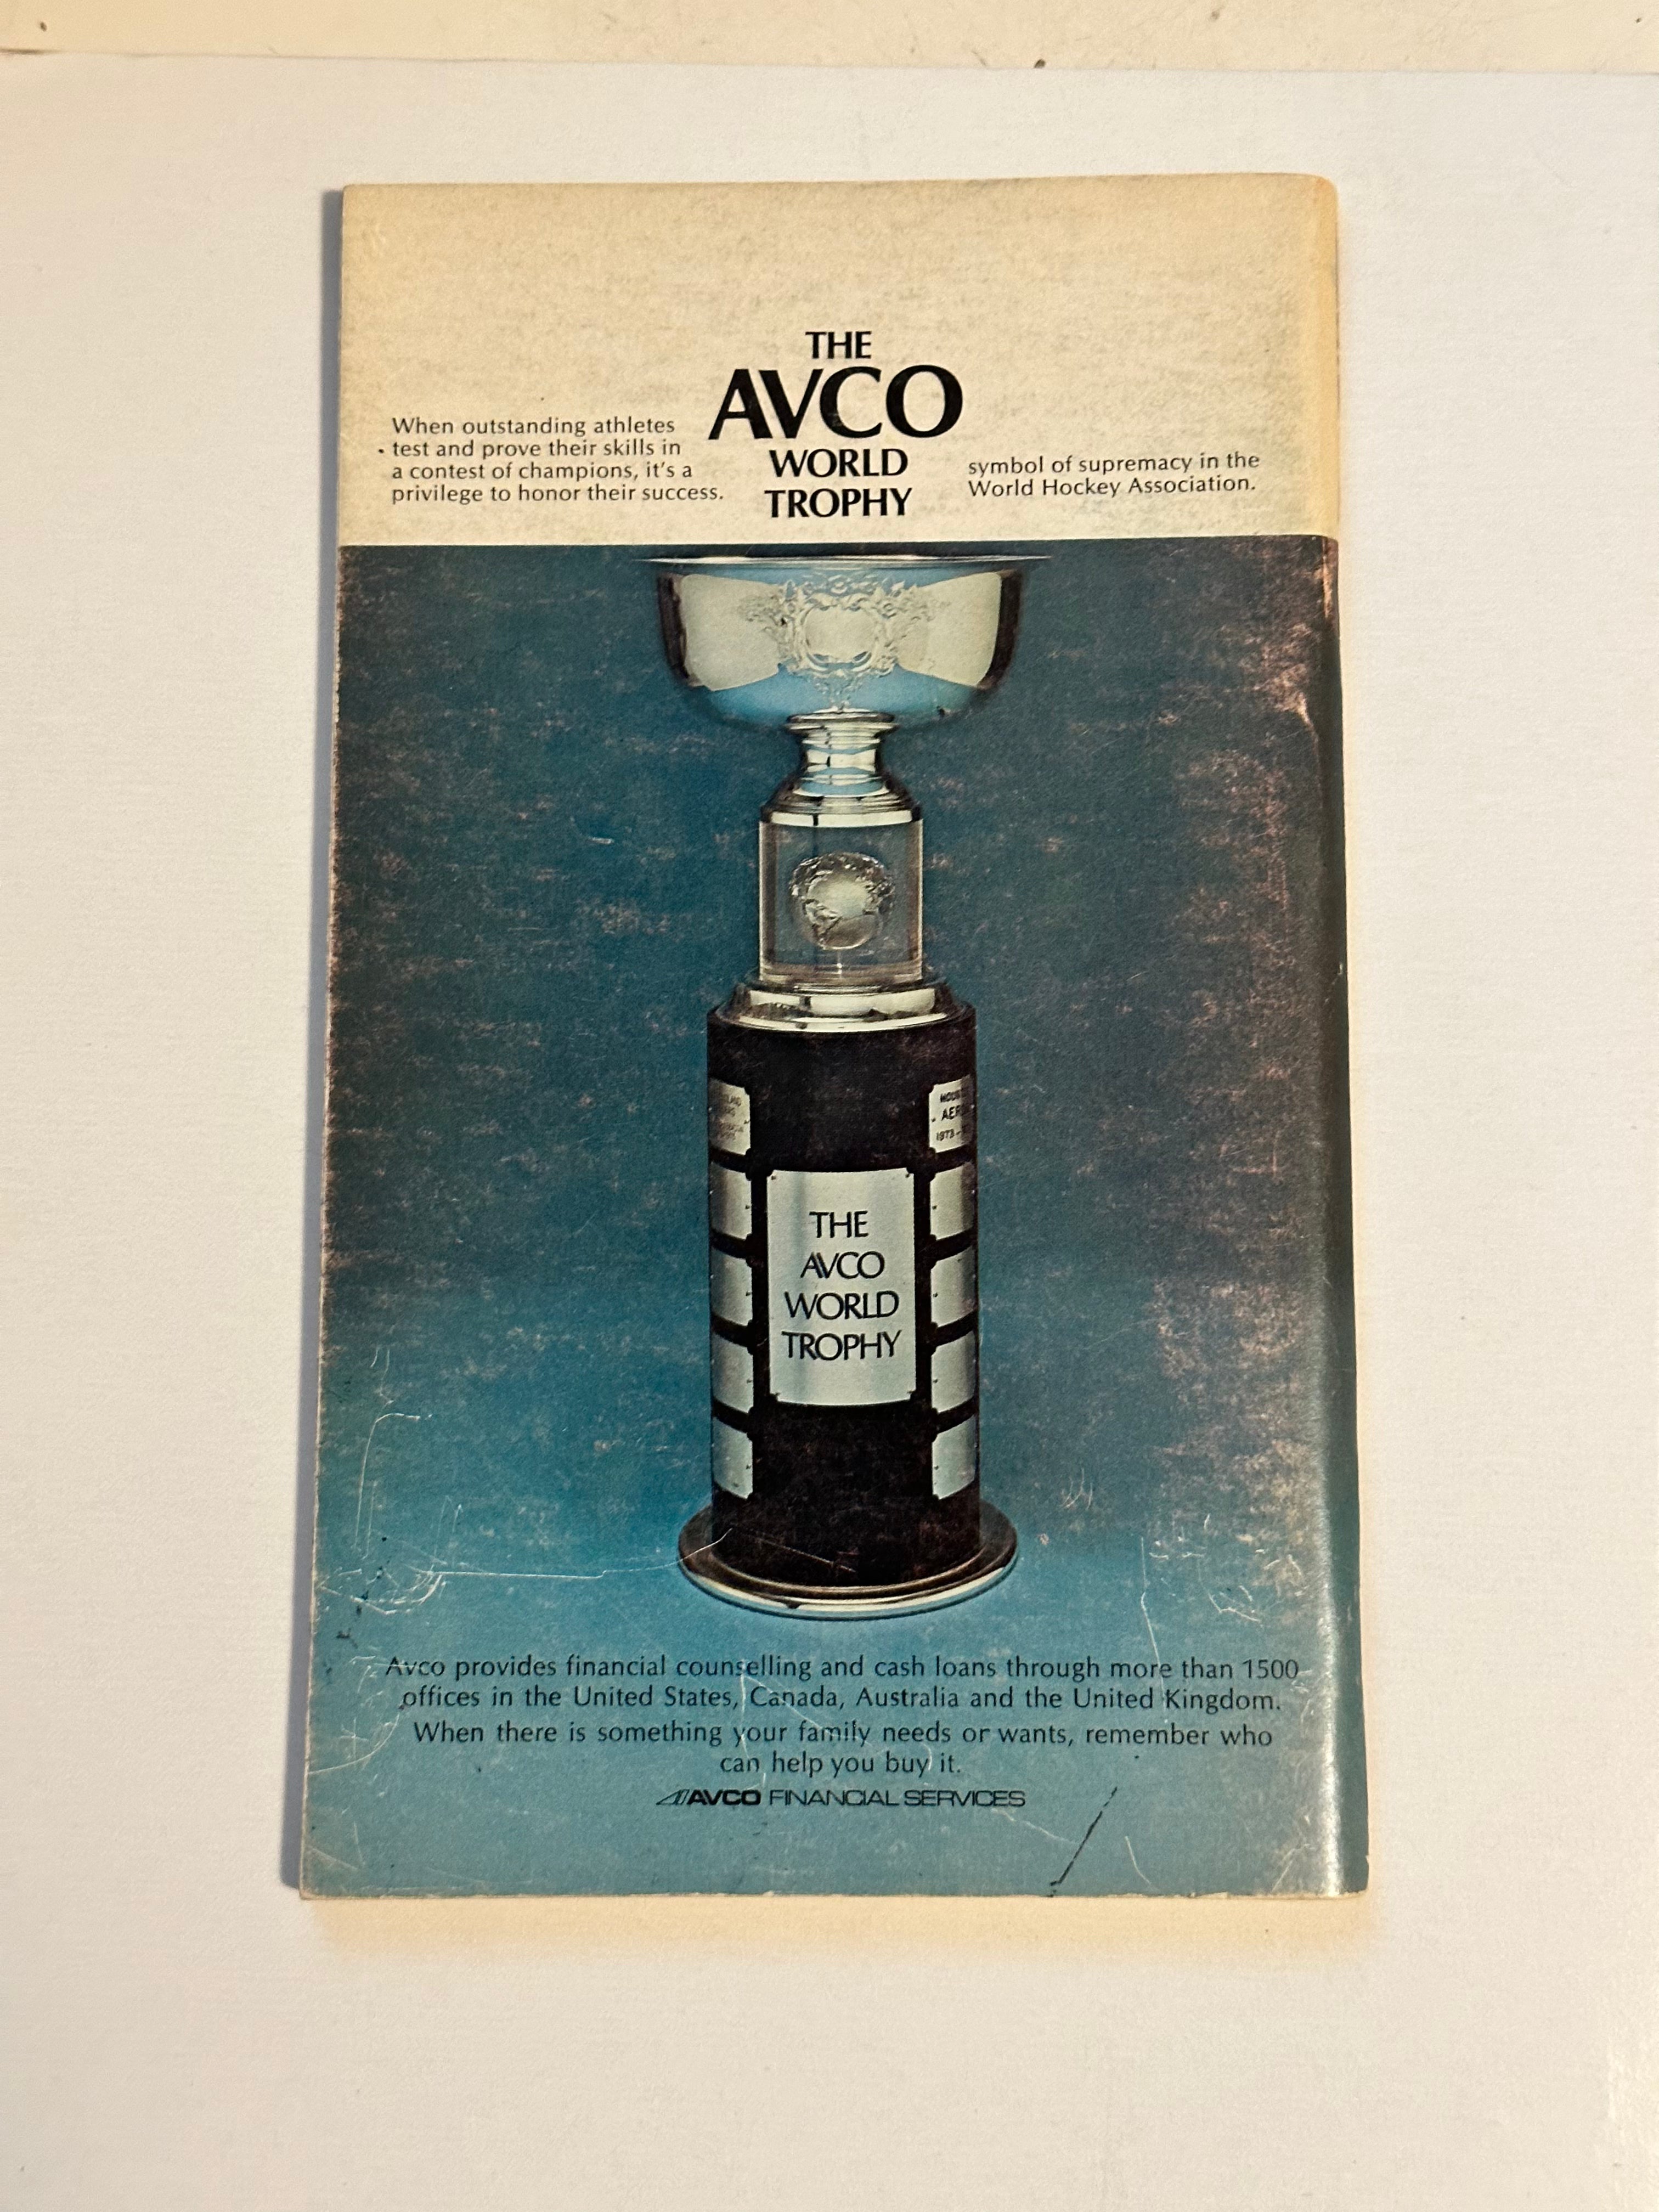 THE
AVCO
WORLD
TROPHY
When outstanding athletes
test and prove their skills in
a contest of champions, it's a
privilege to honor their success.
symbol of supremacy in the
World Hockey Association.
1973-
THE
AVCO
WORLD
TROPHY
Avco provides financial counselling and cash loans through more than 1500
offices in the United States, Canada, Australia and the United Kingdom.
When there is something your family needs or wants, remember who
can help you buy it.
AVCO FINANCIAL SERVICES